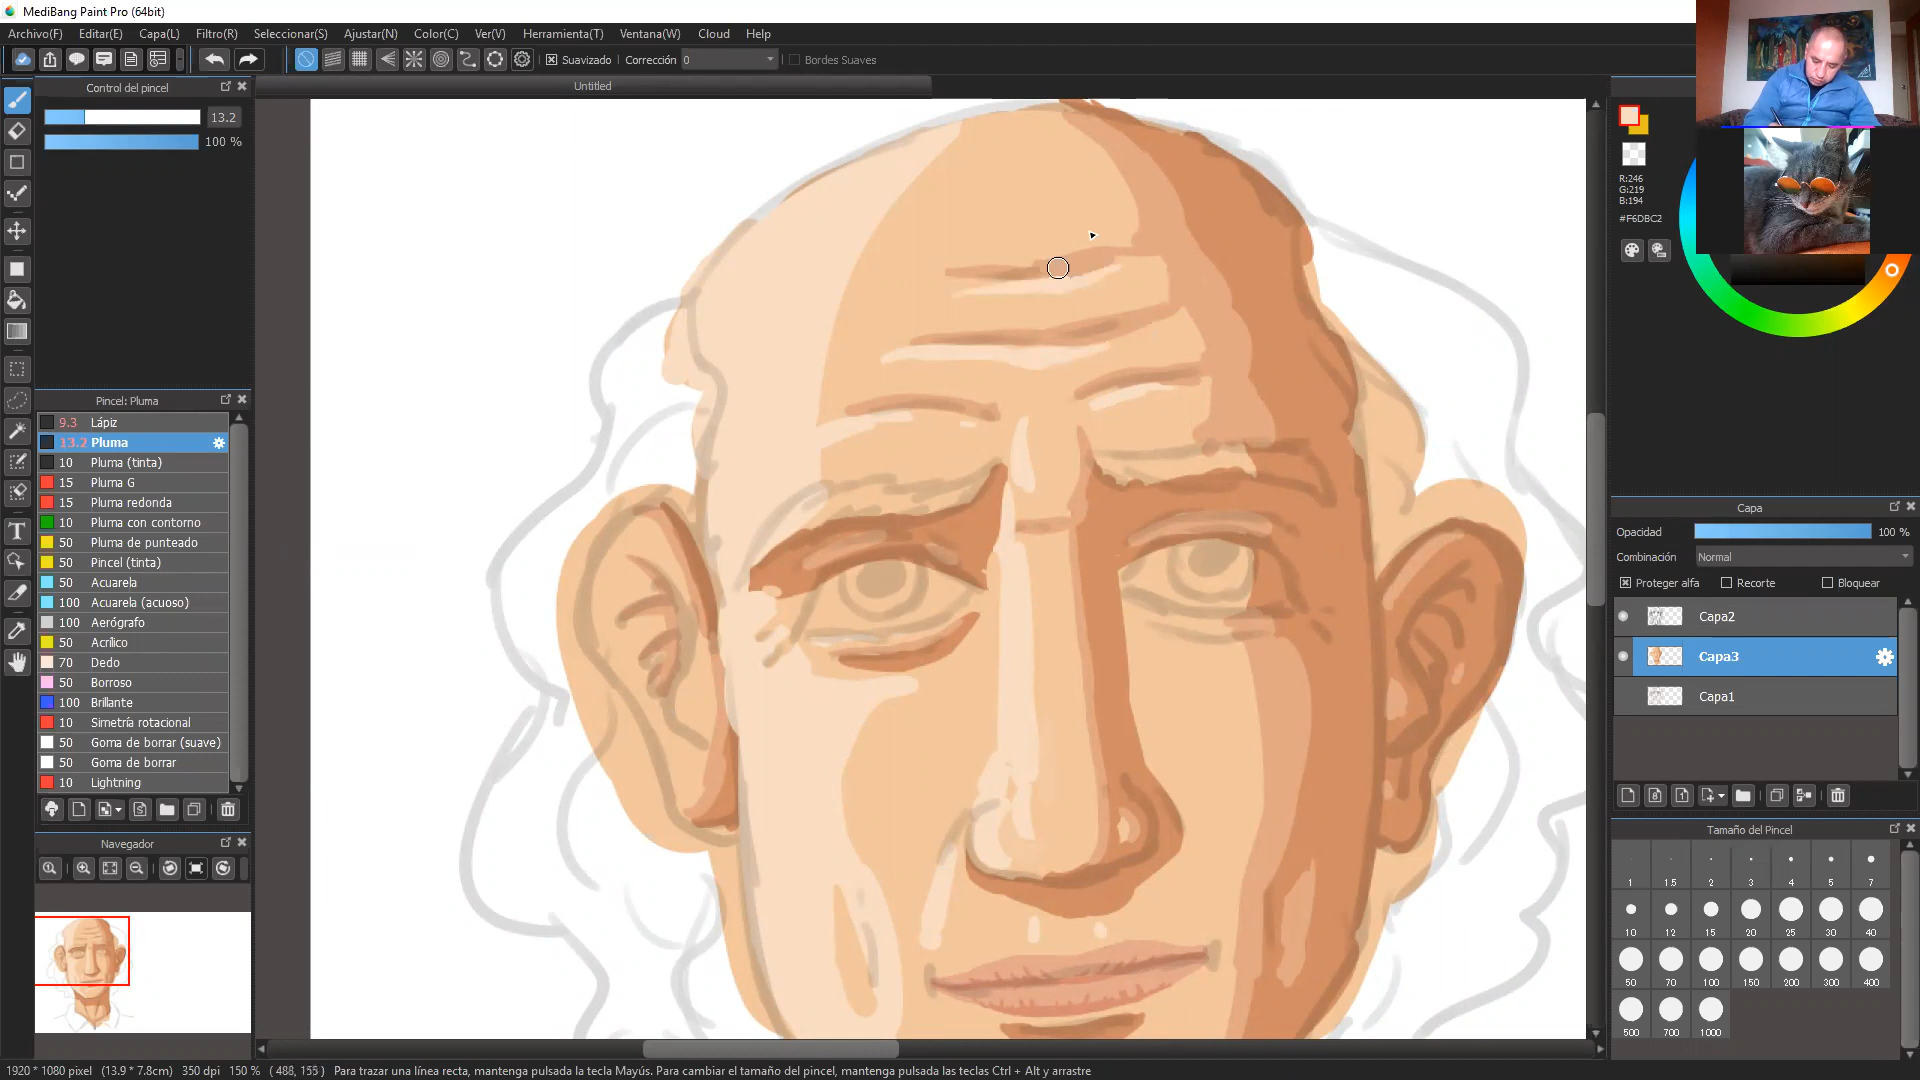 MediBang Paint Pro (64bit)
Archivo(F) Editar(E) Capa(L) Filtro(R) Seleccionar(S) Ajustar(N) Color(C) Ver(V) Herramienta(T) Ventana(W) Cloud Help
Suavizado Corrección 0 Bordes Suaves
Control del pincel
Untitled
13.2
100 %
R:246
G:219
B:194
#F6DBC2
Pincel: Pluma
9.3 Lápiz
13.2 Pluma
10 Pluma (tinta)
15 Pluma G
15 Pluma redonda
10 Pluma con contorno
50 Pluma de punteado
50 Pincel (tinta)
50 Acuarela
100 Acuarela (acuoso)
100 Aerógrafo
50 Acrílico
70 Dedo
50 Borroso
100 Brillante
10 Simetría rotacional
50 Goma de borrar (suave)
50 Goma de borrar
10 Lightning
Navegador
Capa
Opacidad 100 %
Combinación Normal
Proteger alfa Recorte Bloquear
Capa2
Capa3
Capa1
Tamaño del Pincel
1 1.5 2 3 4 5 7
10 12 15 20 25 30 40
50 70 100 150 200 300 400
500 700 1000
1920 * 1080 pixel (13.9 * 7.8cm) 350 dpi 150 % ( 488, 155 ) Para trazar una línea recta, mantenga pulsada la tecla Mayús. Para cambiar el tamaño del pincel, mantenga pulsada las teclas Ctrl + Alt y arrastre